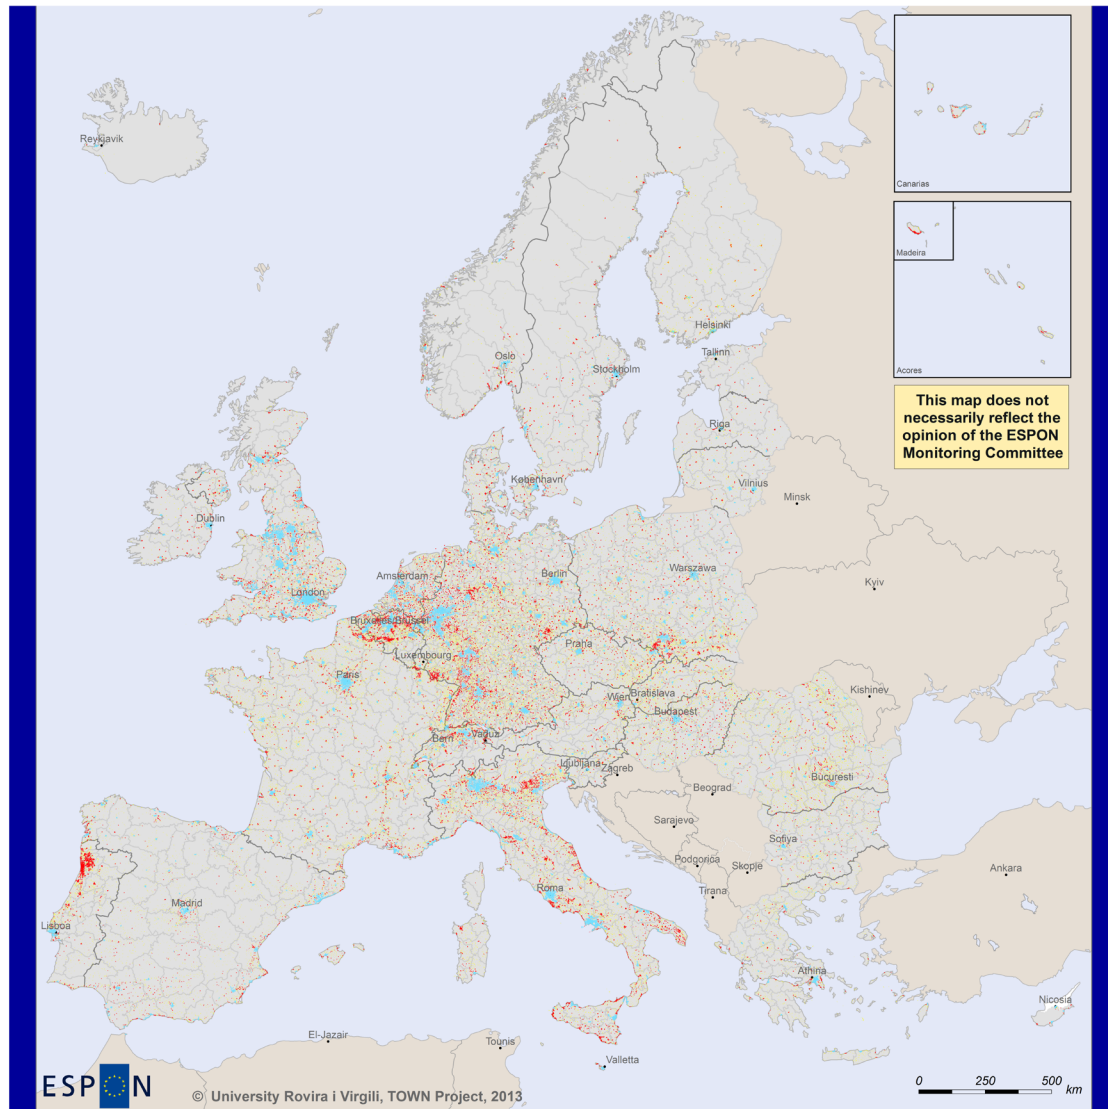 Reykjavik
Canarias
Madeira
Acores
This map does not
necessarily reflect the
opinion of the ESPON
Monitoring Committee
Helsinki
Oslo
Tallinn
Stockholm
Riga
København
Vilnius
Minsk
Dublin
Amsterdam
Berlin
Warszawa
Kyiv
London
Bruxelles/Brussel
Praha
Luxembourg
Paris
Wien
Bratislava
Kishinev
Budapest
Bern
Vaduz
Ljubljana
Zagreb
Bucuresti
Beograd
Sarajevo
Sofiya
Podgorica
Skopje
Ankara
Roma
Tirana
Madrid
Lisboa
Athina
Nicosia
El-Jazair
Tounis
Valletta
ESPON
© University Rovira i Virgili, TOWN Project, 2013
0 250 500
km